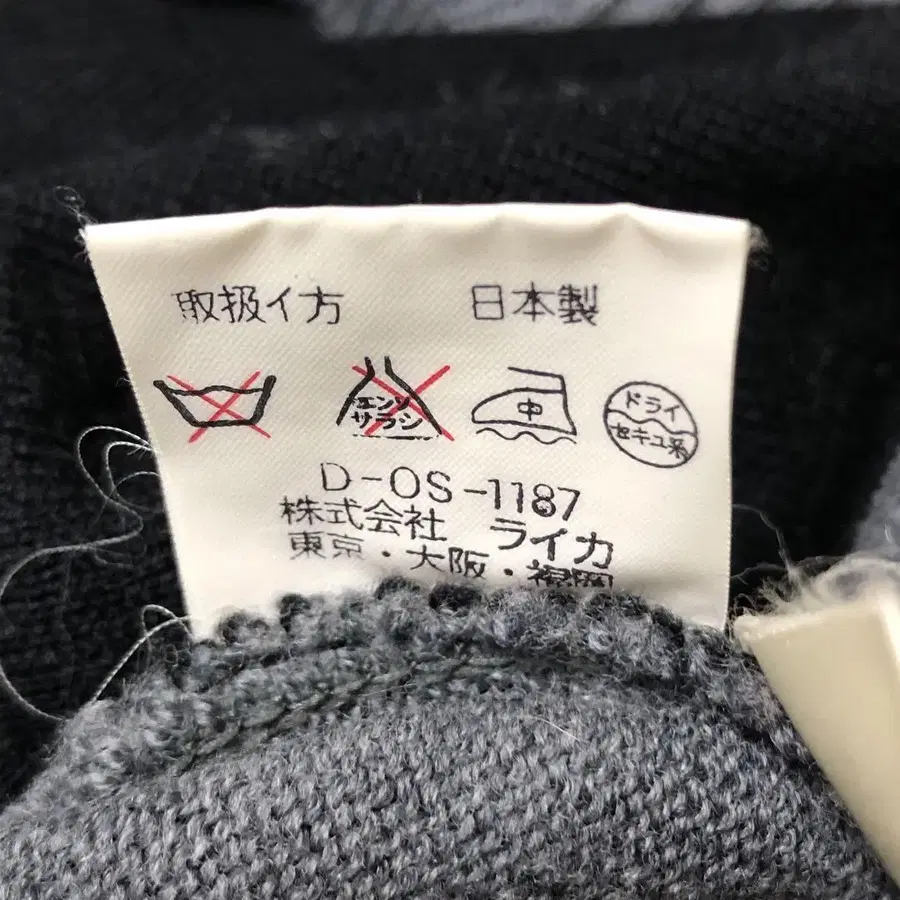 取扱イ方 日本製
エンソ サラシ
中
ドライ
セキユ系
D-OS-1187
株式会社 ライカ
東京・大阪・福岡